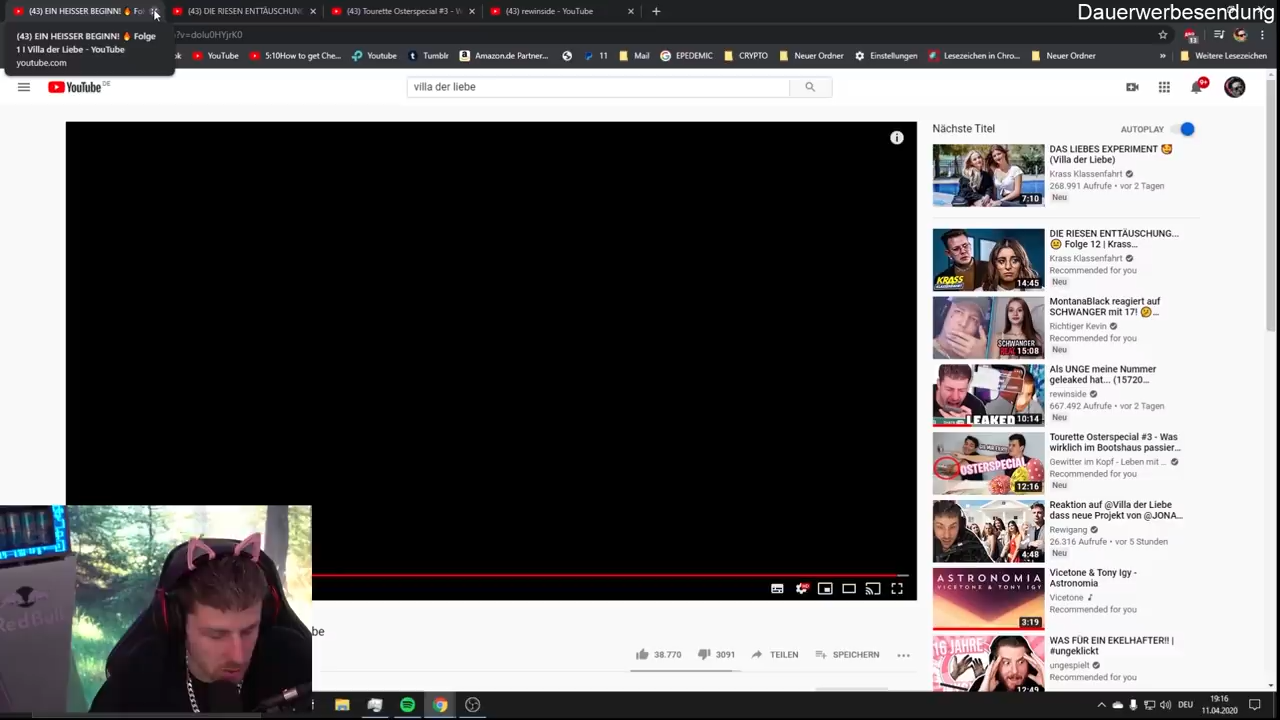 Dauerwerbesendung
(43) EIN HEISSER BEGINN! 🔥 Fol
(43) DIE RIESEN ENTTÄUSCHUN
(43) Tourette Osterspecial #3 - W
(43) rewinside - YouTube
(43) EIN HEISSER BEGINN! 🔥 Folge
1 I Villa der Liebe - YouTube
youtube.com
?v=dolu0HYjrK0
YouTube
5:10How to get Che...
Youtube
Tumblr
Amazon.de Partner...
11
Mail
EPEDEMIC
CRYPTO
Neuer Ordner
Einstellungen
Lesezeichen in Chro...
Neuer Ordner
»
Weitere Lesezeichen
YouTube DE
villa der liebe
9+
Nächste Titel
AUTOPLAY
DAS LIEBES EXPERIMENT 🥰
(Villa der Liebe)
Krass Klassenfahrt
268.991 Aufrufe • vor 2 Tagen
Neu
7:10
DIE RIESEN ENTTÄUSCHUNG...
😐 Folge 12 | Krass...
Krass Klassenfahrt
Recommended for you
Neu
KRASS
14:45
MontanaBlack reagiert auf
SCHWANGER mit 17! 🤔...
Richtiger Kevin
Recommended for you
Neu
SCHWANGER
15:08
Als UNGE meine Nummer
geleaked hat... (15720...
rewinside
667.492 Aufrufe • vor 2 Tagen
Neu
LEAKED
10:14
Tourette Osterspecial #3 - Was
wirklich im Bootshaus passier...
Gewitter im Kopf - Leben mit ...
Recommended for you
Neu
OSTERSPECIAL
12:16
Reaktion auf @Villa der Liebe
dass neue Projekt von @JONA...
Rewigang
26.316 Aufrufe • vor 5 Stunden
Neu
4:48
Vicetone & Tony Igy -
Astronomia
Vicetone
Recommended for you
ASTRONOMIA
VICETONE & TONY IGY
3:19
WAS FÜR EIN EKELHAFTER!! |
#ungeklickt
ungespielt
Recommended for you
16 JAHRE
12:49
be
38.770
3091
TEILEN
SPEICHERN
RedBull
DEU
19:16
11.04.2020